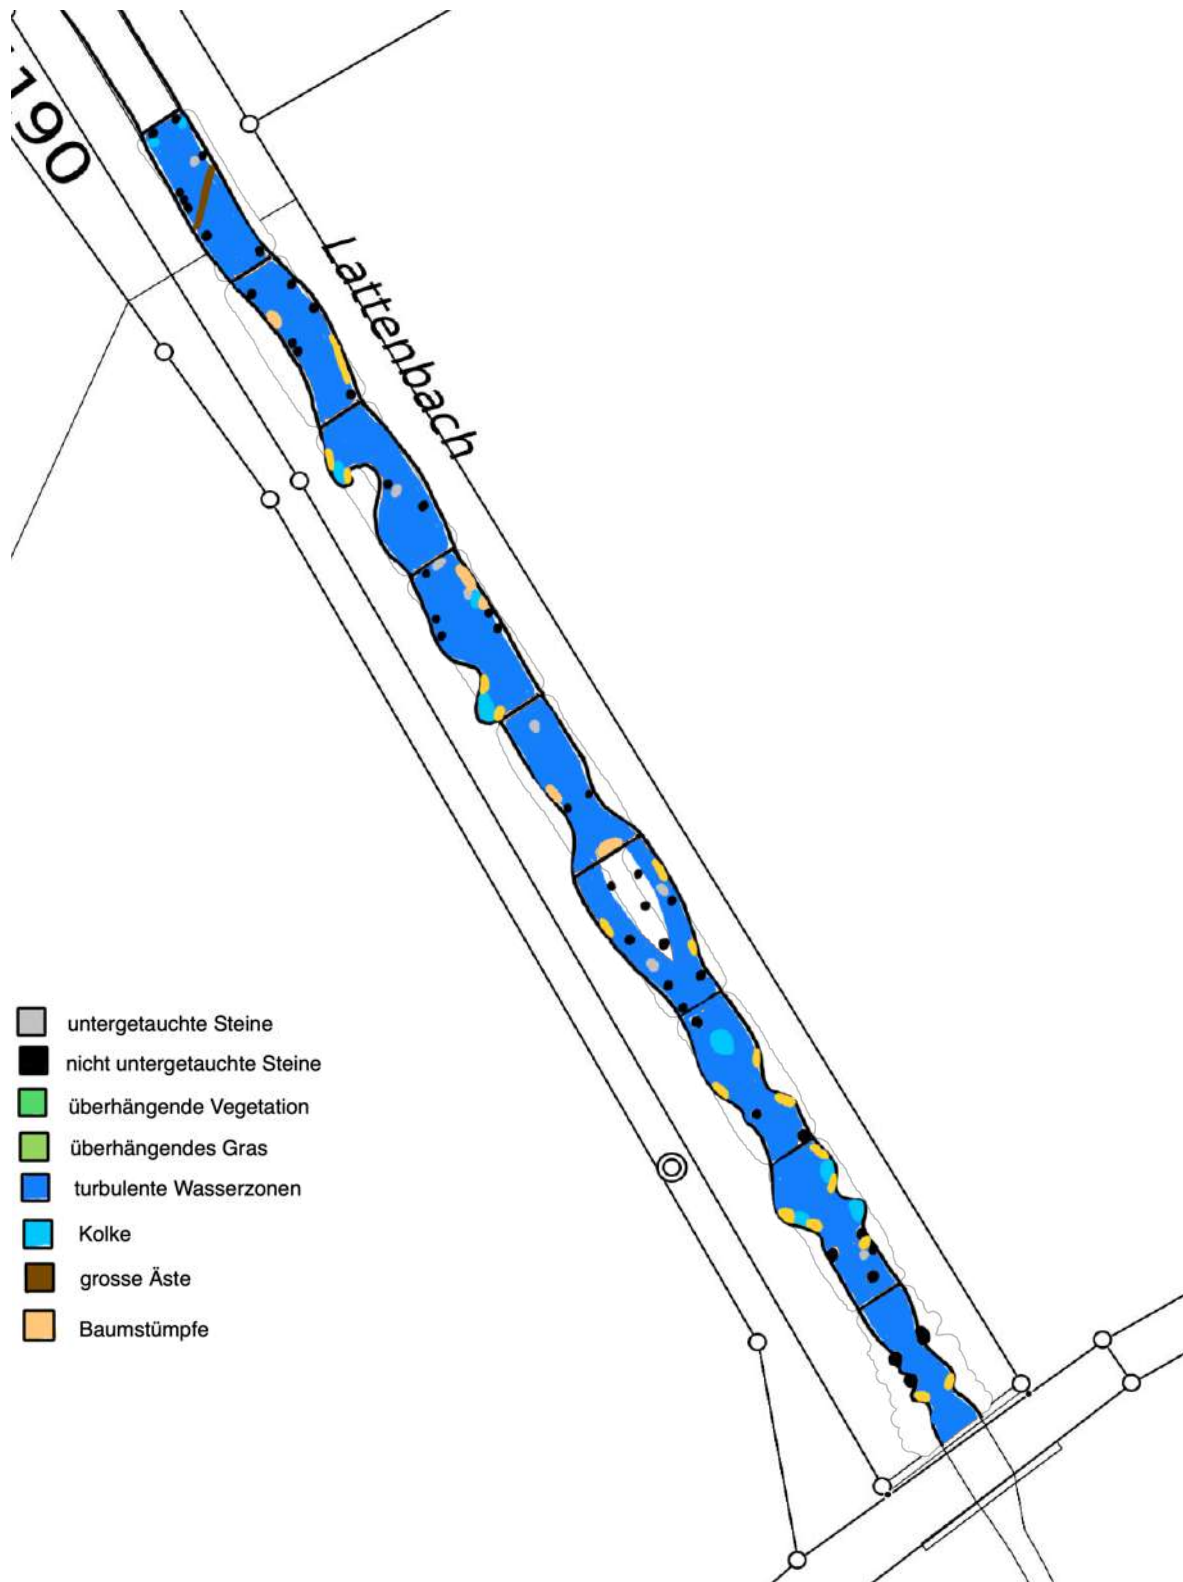 190
Lattenbach
untergetauchte Steine
nicht untergetauchte Steine
überhängende Vegetation
überhängendes Gras
turbulente Wasserzonen
Kolke
grosse Äste
Baumstümpfe